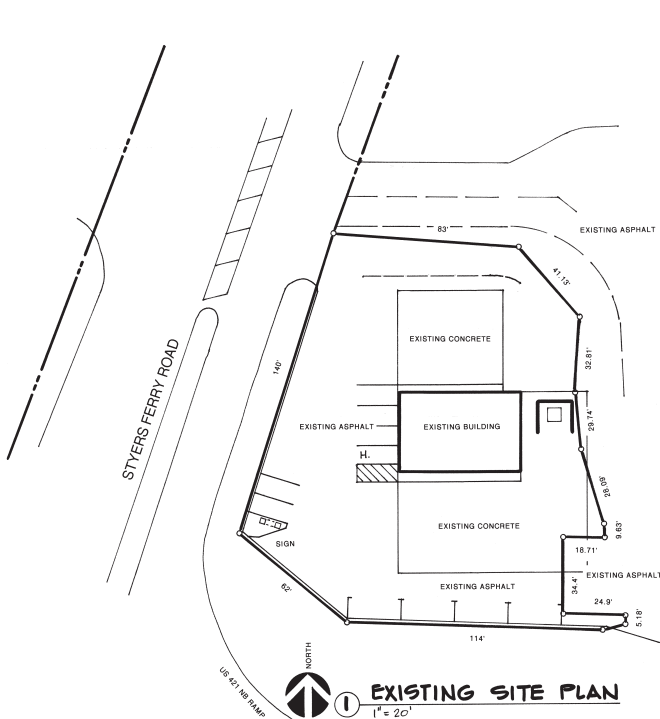 83'
EXISTING ASPHALT
41.13'
EXISTING CONCRETE
32.81'
140'
STYERS FERRY ROAD
EXISTING ASPHALT
EXISTING BUILDING
29.74'
H.
28.09'
EXISTING CONCRETE
9.63'
SIGN
18.71'
EXISTING ASPHALT
EXISTING ASPHALT
34.4'
62'
24.9'
5.18'
114'
US 421 NB RAMP
NORTH
1 EXISTING SITE PLAN
1" = 20'